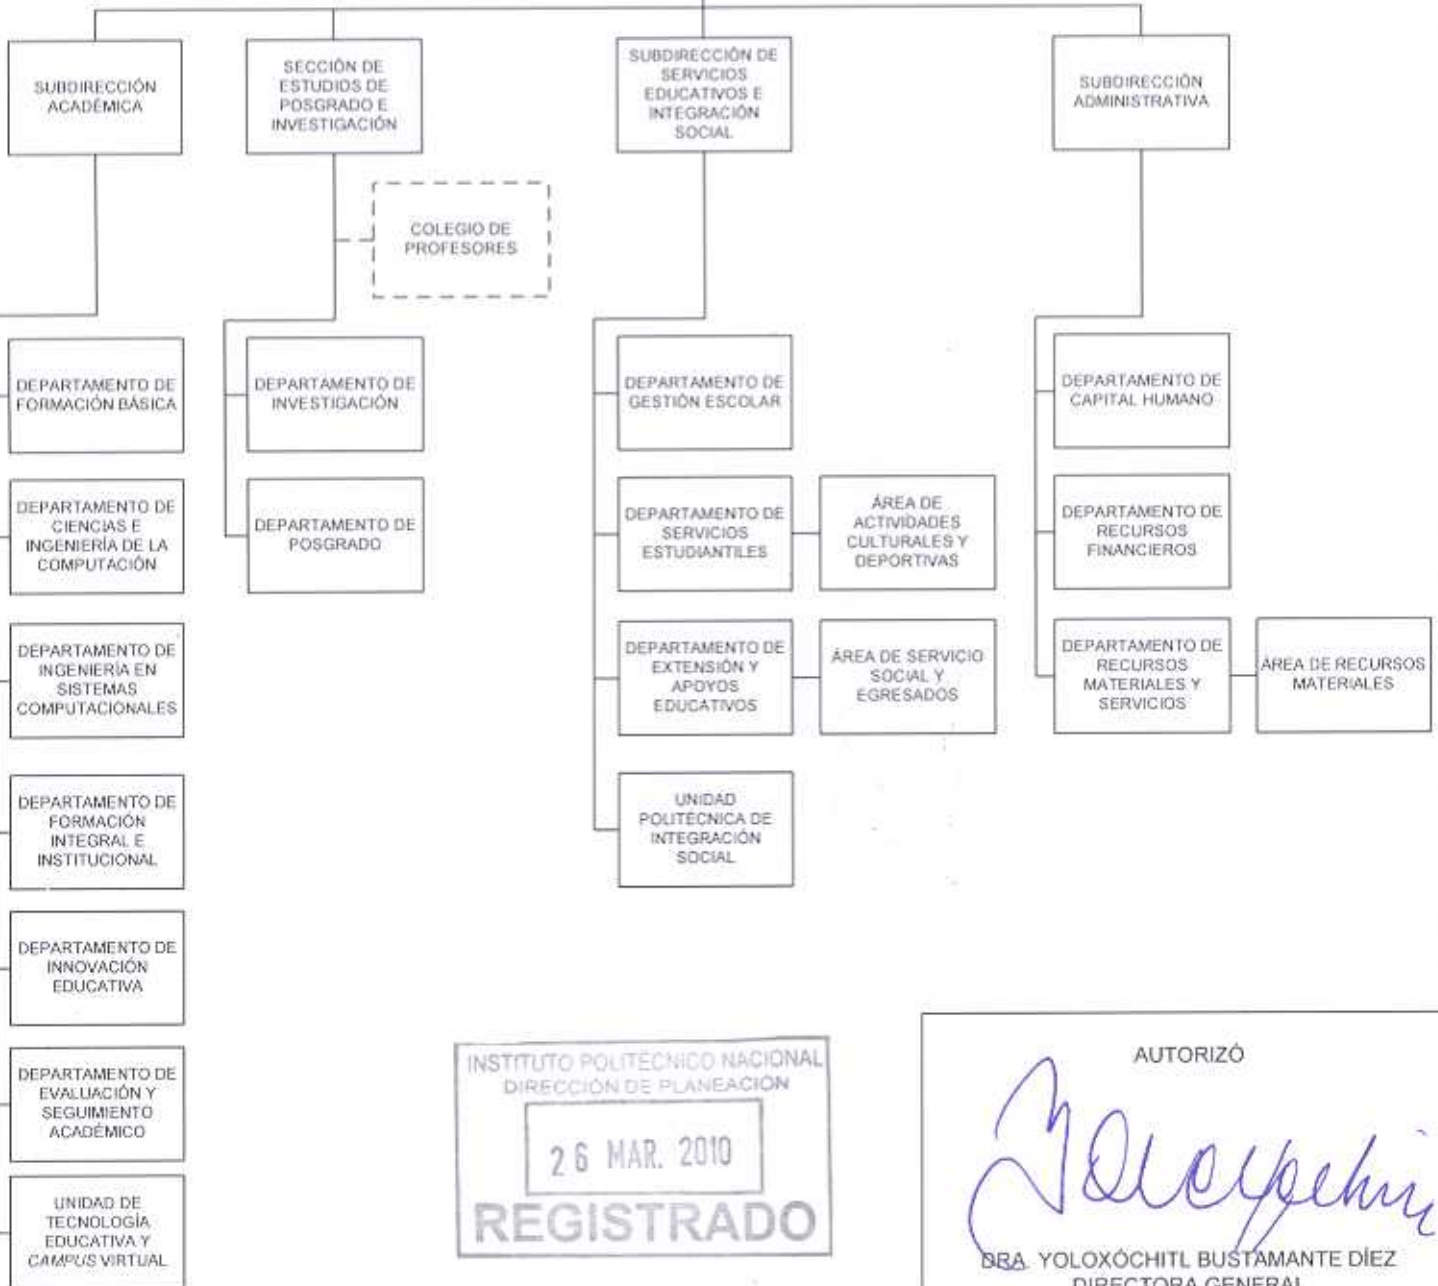 SUBDIRECCIÓN
ACADÉMICA
SECCIÓN DE
ESTUDIOS DE
POSGRADO E
INVESTIGACIÓN
SUBDIRECCIÓN DE
SERVICIOS
EDUCATIVOS E
INTEGRACIÓN
SOCIAL
SUBDIRECCIÓN
ADMINISTRATIVA
COLEGIO DE
PROFESORES
DEPARTAMENTO DE
FORMACIÓN BÁSICA
DEPARTAMENTO DE
CIENCIAS E
INGENIERÍA DE LA
COMPUTACIÓN
DEPARTAMENTO DE
INGENIERÍA EN
SISTEMAS
COMPUTACIONALES
DEPARTAMENTO DE
FORMACIÓN
INTEGRAL E
INSTITUCIONAL
DEPARTAMENTO DE
INNOVACIÓN
EDUCATIVA
DEPARTAMENTO DE
EVALUACIÓN Y
SEGUIMIENTO
ACADÉMICO
UNIDAD DE
TECNOLOGÍA
EDUCATIVA Y
CAMPUS VIRTUAL
DEPARTAMENTO DE
INVESTIGACIÓN
DEPARTAMENTO DE
POSGRADO
DEPARTAMENTO DE
GESTIÓN ESCOLAR
DEPARTAMENTO DE
SERVICIOS
ESTUDIANTILES
ÁREA DE
ACTIVIDADES
CULTURALES Y
DEPORTIVAS
DEPARTAMENTO DE
EXTENSIÓN Y
APOYOS
EDUCATIVOS
ÁREA DE SERVICIO
SOCIAL Y
EGRESADOS
UNIDAD
POLITÉCNICA DE
INTEGRACIÓN
SOCIAL
DEPARTAMENTO DE
CAPITAL HUMANO
DEPARTAMENTO DE
RECURSOS
FINANCIEROS
DEPARTAMENTO DE
RECURSOS
MATERIALES Y
SERVICIOS
ÁREA DE RECURSOS
MATERIALES
INSTITUTO POLITÉCNICO NACIONAL
DIRECCIÓN DE PLANEACIÓN
26 MAR. 2010
REGISTRADO
AUTORIZÓ
DRA. YOLOXÓCHITL BUSTAMANTE DÍEZ
DIRECTORA GENERAL